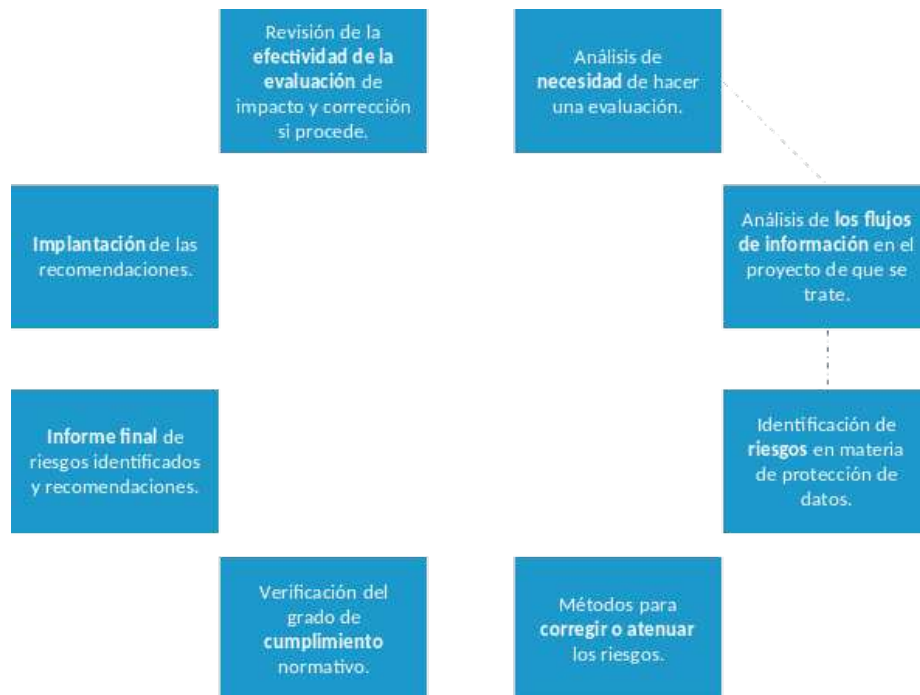 Revisión de la
efectividad de la
evaluación de
impacto y corrección
si procede.
Análisis de
necesidad de hacer
una evaluación.
Implantación de las
recomendaciones.
Análisis de los flujos
de información en el
proyecto de que se
trate.
Informe final de
riesgos identificados
y recomendaciones.
Identificación de
riesgos en materia
de protección de
datos.
Verificación del
grado de
cumplimiento
normativo.
Métodos para
corregir o atenuar
los riesgos.